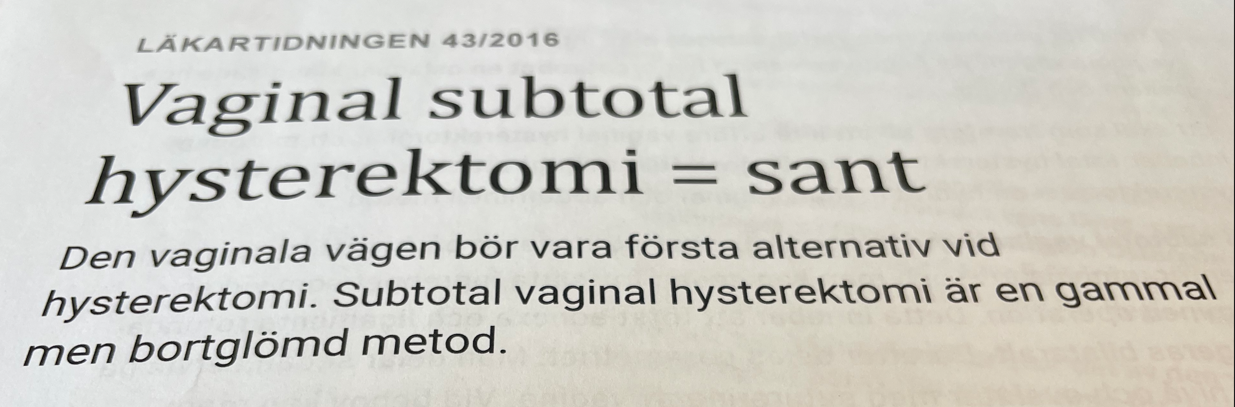 LÄKARTIDNINGEN 43/2016
Vaginal subtotal
hysterektomi = sant
Den vaginala vägen bör vara första alternativ vid
hysterektomi. Subtotal vaginal hysterektomi är en gammal
men bortglömd metod.